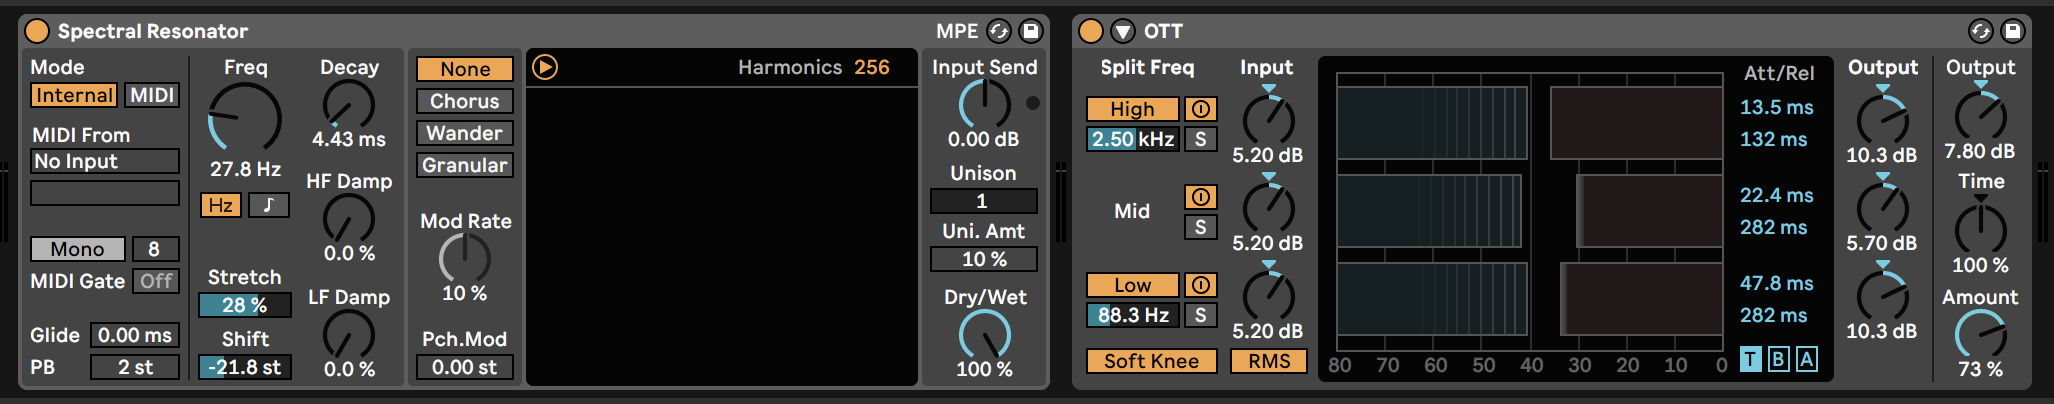 Spectral Resonator
MPE
Mode
Internal MIDI
MIDI From
No Input
Mono 8
MIDI Gate Off
Glide 0.00 ms
PB 2 st
Freq
27.8 Hz
Hz
Stretch
28 %
Shift
-21.8 st
Decay
4.43 ms
HF Damp
0.0 %
LF Damp
0.0 %
None
Chorus
Wander
Granular
Mod Rate
10 %
Pch.Mod
0.00 st
Harmonics 256
Input Send
0.00 dB
Unison
1
Uni. Amt
10 %
Dry/Wet
100 %
OTT
Split Freq
High
2.50 kHz S
Mid
S
Low
88.3 Hz S
Soft Knee
Input
5.20 dB
5.20 dB
5.20 dB
RMS
80 70 60 50 40 30 20 10 0
Att/Rel
13.5 ms
132 ms
22.4 ms
282 ms
47.8 ms
282 ms
T B A
Output
10.3 dB
5.70 dB
10.3 dB
Output
7.80 dB
Time
100 %
Amount
73 %